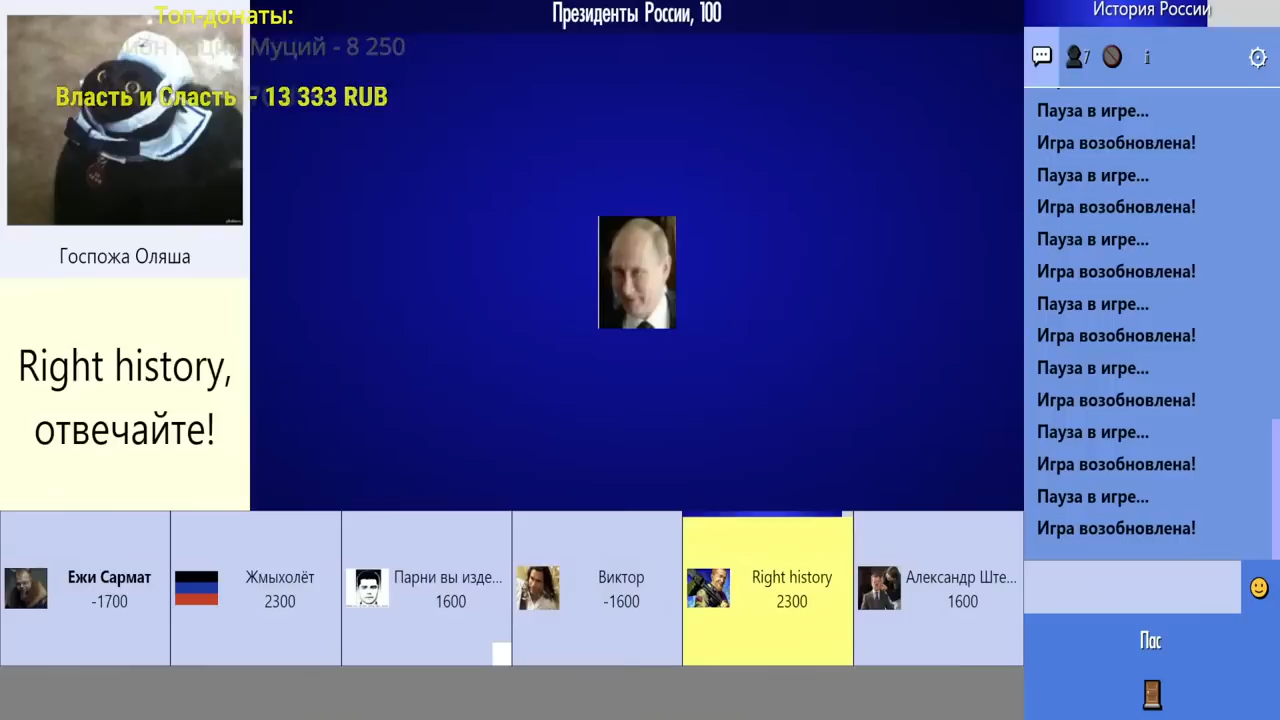 Топ-донаты:
Муций - 8 250
Власть и Сласть - 13 333 RUB
Госпожа Оляша
Right history,
отвечайте!
Президенты России, 100
История России
7
i
Пауза в игре...
Игра возобновлена!
Пауза в игре...
Игра возобновлена!
Пауза в игре...
Игра возобновлена!
Пауза в игре...
Игра возобновлена!
Пауза в игре...
Игра возобновлена!
Пауза в игре...
Игра возобновлена!
Пауза в игре...
Игра возобновлена!
Пас
Ежи Сармат
-1700
Жмыхолёт
2300
Парни вы изде...
1600
Виктор
-1600
Right history
2300
Александр Ште...
1600